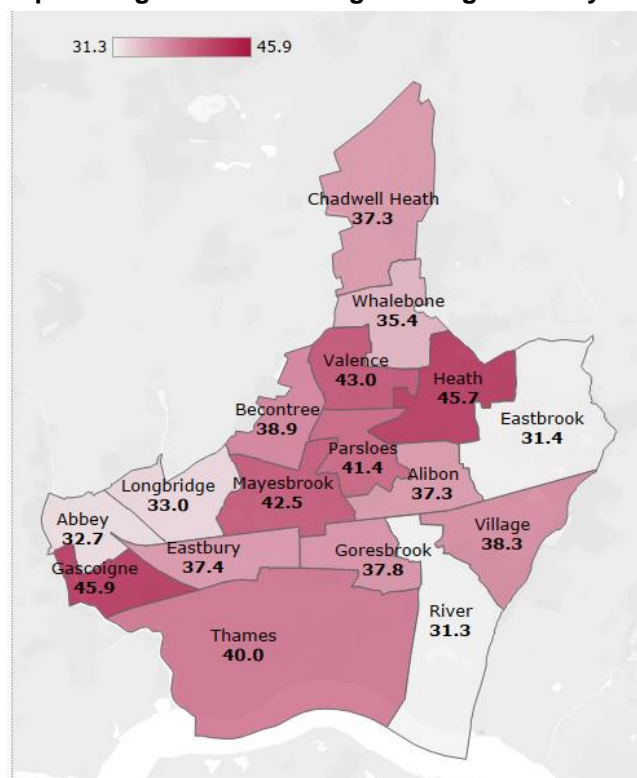 31.3
45.9
Chadwell Heath
37.3
Whalebone
35.4
Valence
43.0
Heath
45.7
Becontree
38.9
Eastbrook
31.4
Parsloes
41.4
Alibon
37.3
Longbridge
33.0
Mayesbrook
42.5
Abbey
32.7
Village
38.3
Eastbury
37.4
Goresbrook
37.8
Gascoigne
45.9
River
31.3
Thames
40.0